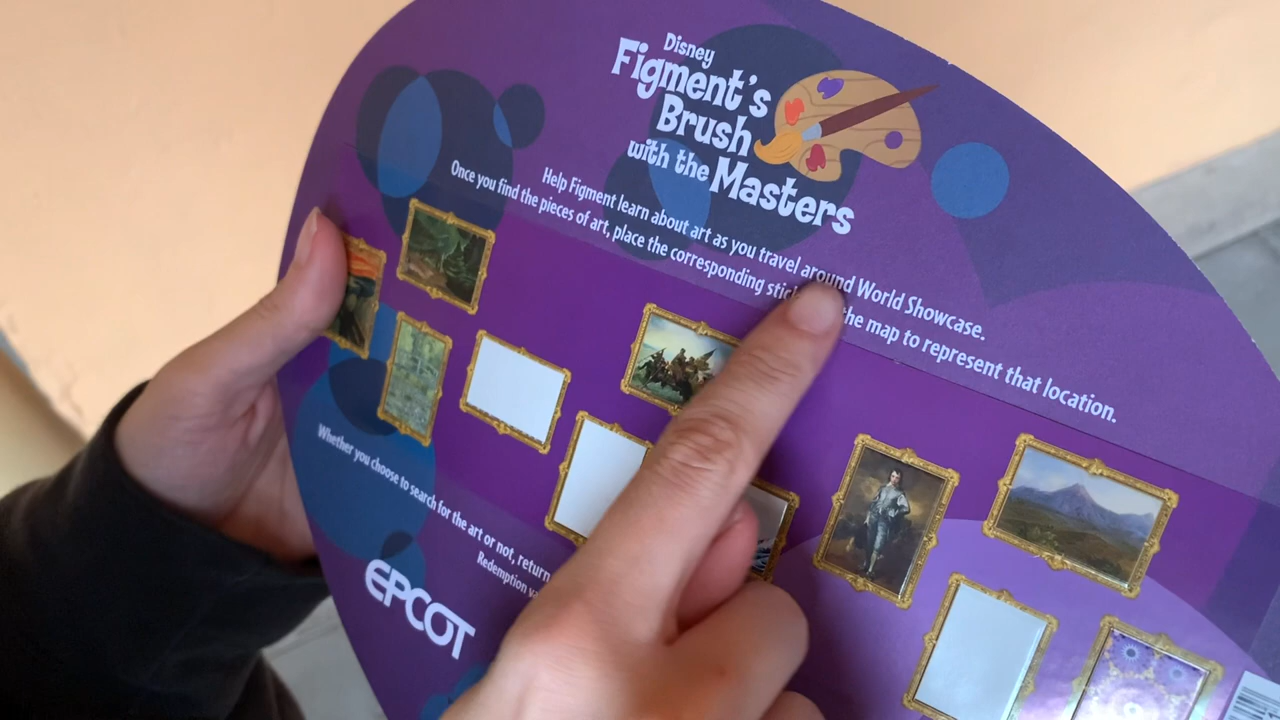 Disney
Figment's
Brush
with the
Masters
Help Figment learn about art as you travel around World Showcase.
Once you find the pieces of art, place the corresponding the map to represent that location.
Whether you choose to search for the art or not, return
Redemption
EPCOT